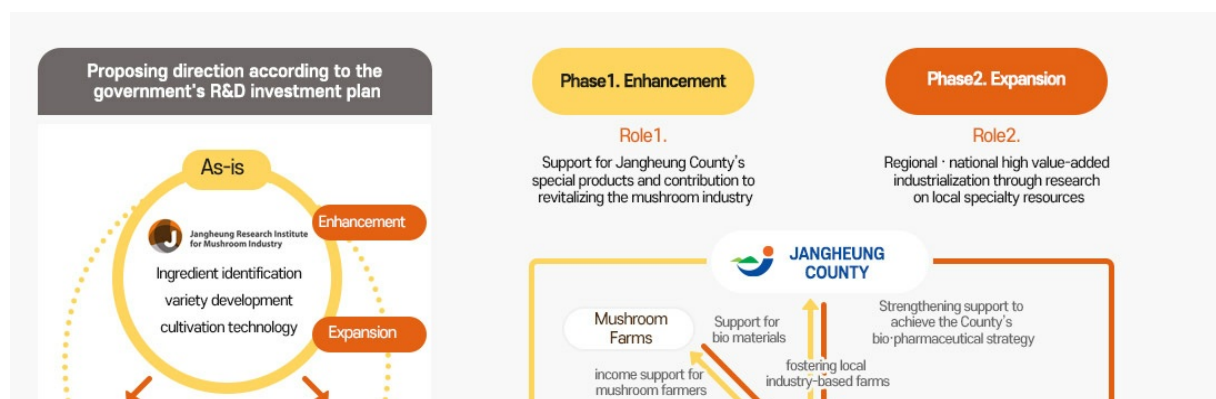 Proposing direction according to the
government's R&D investment plan
As-is
Enhancement
J
Jangheung Research Institute
for Mushroom Industry
Ingredient identification
variety development
cultivation technology
Expansion
Phase1. Enhancement
Role1.
Support for Jangheung County's
special products and contribution to
revitalizing the mushroom industry
Phase2. Expansion
Role2.
Regional · national high value-added
industrialization through research
on local specialty resources
JANGHEUNG
COUNTY
Mushroom
Farms
Support for
bio materials
Strengthening support to
achieve the County's
bio·pharmaceutical strategy
fostering local
industry-based farms
income support for
mushroom farmers